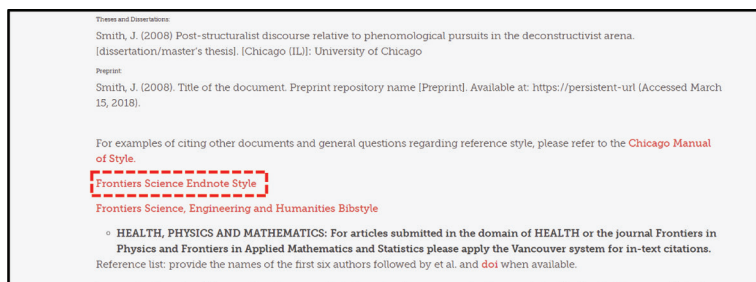 Theses and Dissertations:
Smith, J. (2008) Post-structuralist discourse relative to phenomological pursuits in the deconstructivist arena.
[dissertation/master's thesis]. [Chicago (IL)]: University of Chicago
Preprint:
Smith, J. (2008). Title of the document. Preprint repository name [Preprint]. Available at: https://persistent-url (Accessed March
15, 2018).
For examples of citing other documents and general questions regarding reference style, please refer to the Chicago Manual
of Style.
Frontiers Science Endnote Style
Frontiers Science, Engineering and Humanities Bibstyle
◦ HEALTH, PHYSICS AND MATHEMATICS: For articles submitted in the domain of HEALTH or the journal Frontiers in
Physics and Frontiers in Applied Mathematics and Statistics please apply the Vancouver system for in-text citations.
Reference list: provide the names of the first six authors followed by et al. and doi when available.